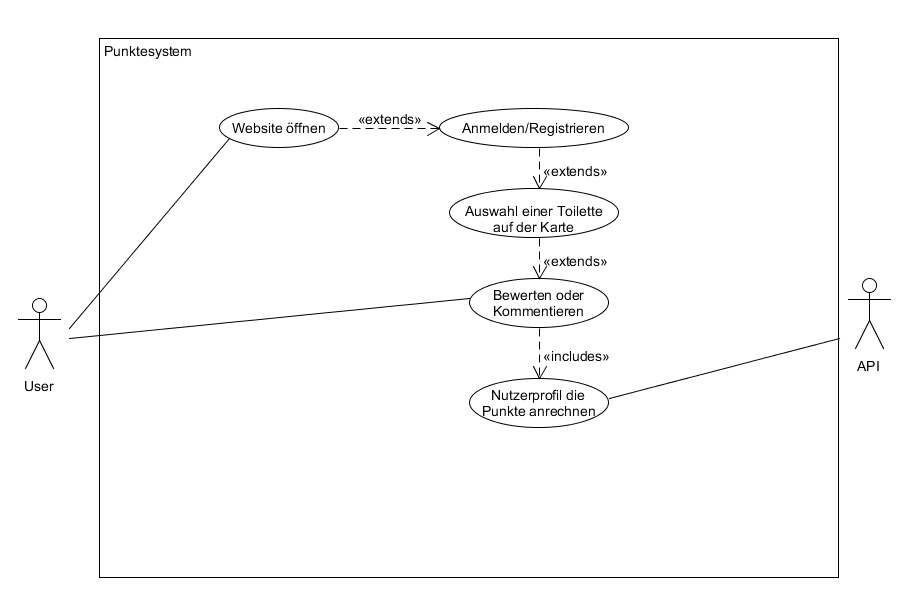 Punktesystem
Website öffnen
«extends»
Anmelden/Registrieren
«extends»
Auswahl einer Toilette
auf der Karte
«extends»
Bewerten oder
Kommentieren
«includes»
Nutzerprofil die
Punkte anrechnen
User
API